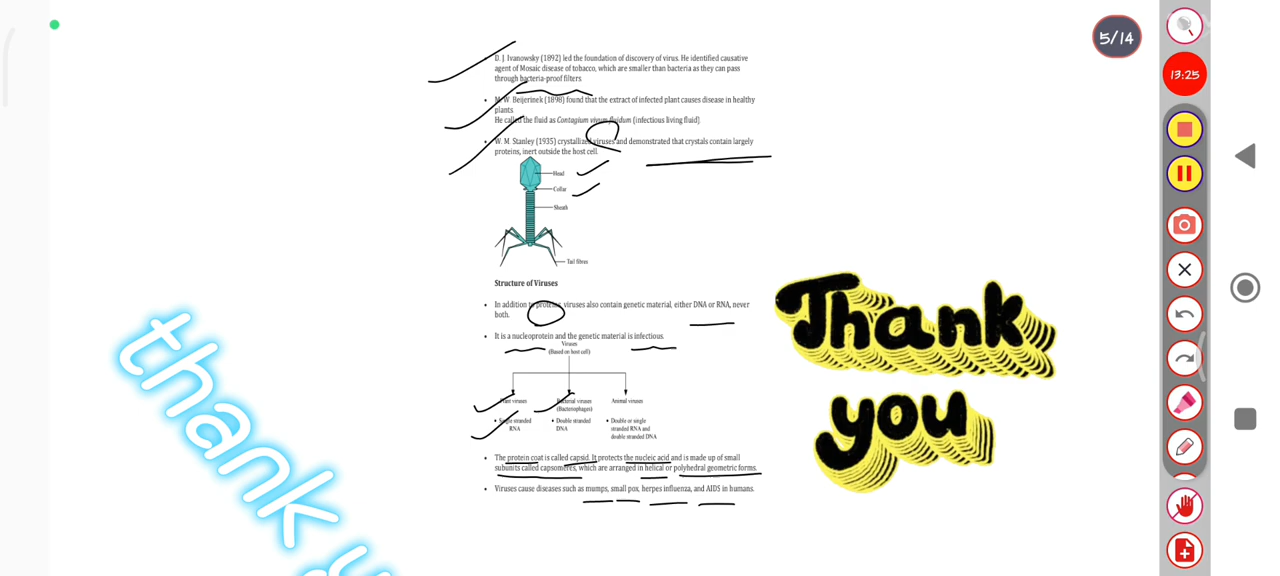 5/14
13:25
D. J. Ivanowsky (1892) led the foundation of discovery of virus. He identified causative
agent of Mosaic disease of tobacco, which are smaller than bacteria as they can pass
through bacteria-proof filters.
M. W. Beijerinek (1898) found that the extract of infected plant causes disease in healthy
plants.
He called the fluid as Contagium vivum fluidum (infectious living fluid).
W. M. Stanley (1935) crystallized viruses and demonstrated that crystals contain largely
proteins, inert outside the host cell.
Head
Collar
Sheath
Tail fibres
Structure of Viruses
In addition to proteins, viruses also contain genetic material, either DNA or RNA, never
both.
It is a nucleoprotein and the genetic material is infectious.
Viruses
(Based on host cell)
Plant viruses
Bacterial viruses
(Bacteriophages)
Animal viruses
Single stranded
RNA
Double stranded
DNA
Double or single
stranded RNA and
double stranded DNA
The protein coat is called capsid. It protects the nucleic acid and is made up of small
subunits called capsomeres, which are arranged in helical or polyhedral geometric forms.
Viruses cause diseases such as mumps, small pox, herpes influenza, and AIDS in humans.
thank y
Thank
you